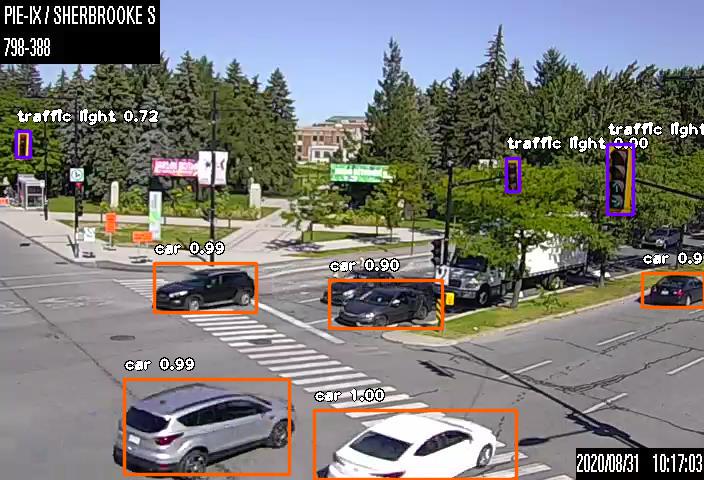 PIE-IX / SHERBROOKE S
798-388
traffic light 0.72
traffic light
traffic light 0.90
car 0.99
car 0.90
car 0.9
car 0.99
car 1.00
2020/08/31 10:17:03